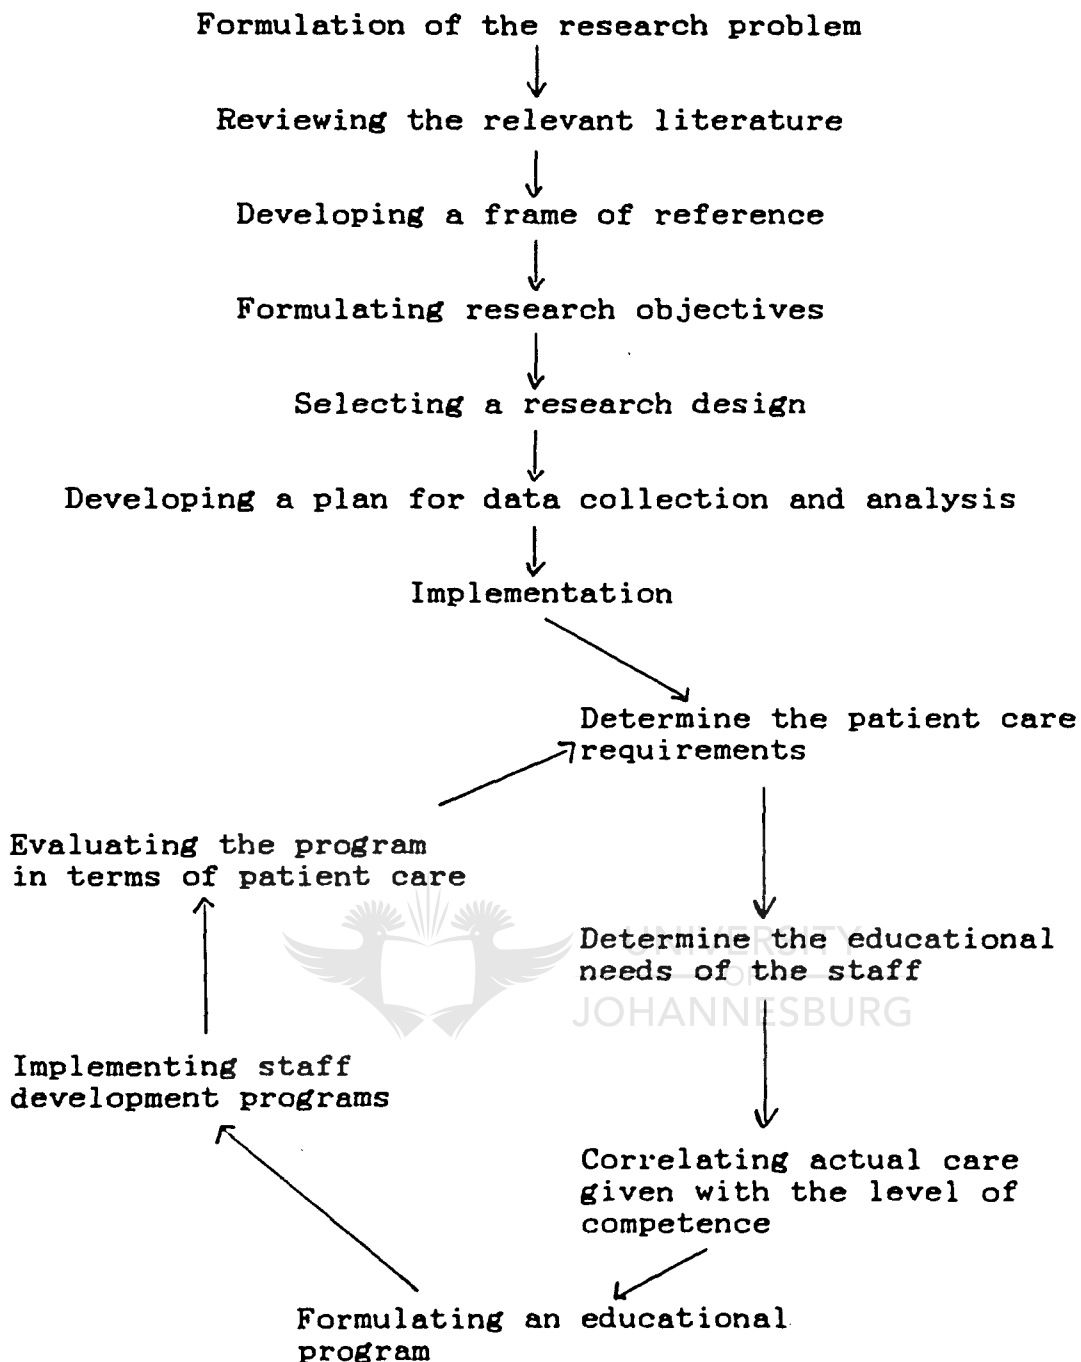 Formulation of the research problem
Reviewing the relevant literature
Developing a frame of reference
Formulating research objectives
Selecting a research design
Developing a plan for data collection and analysis
Implementation
Determine the patient care
requirements
Evaluating the program
in terms of patient care
Determine the educational
needs of the staff
UNIVERSITY
OF
JOHANNESBURG
Implementing staff
development programs
Correlating actual care
given with the level of
competence
Formulating an educational
program